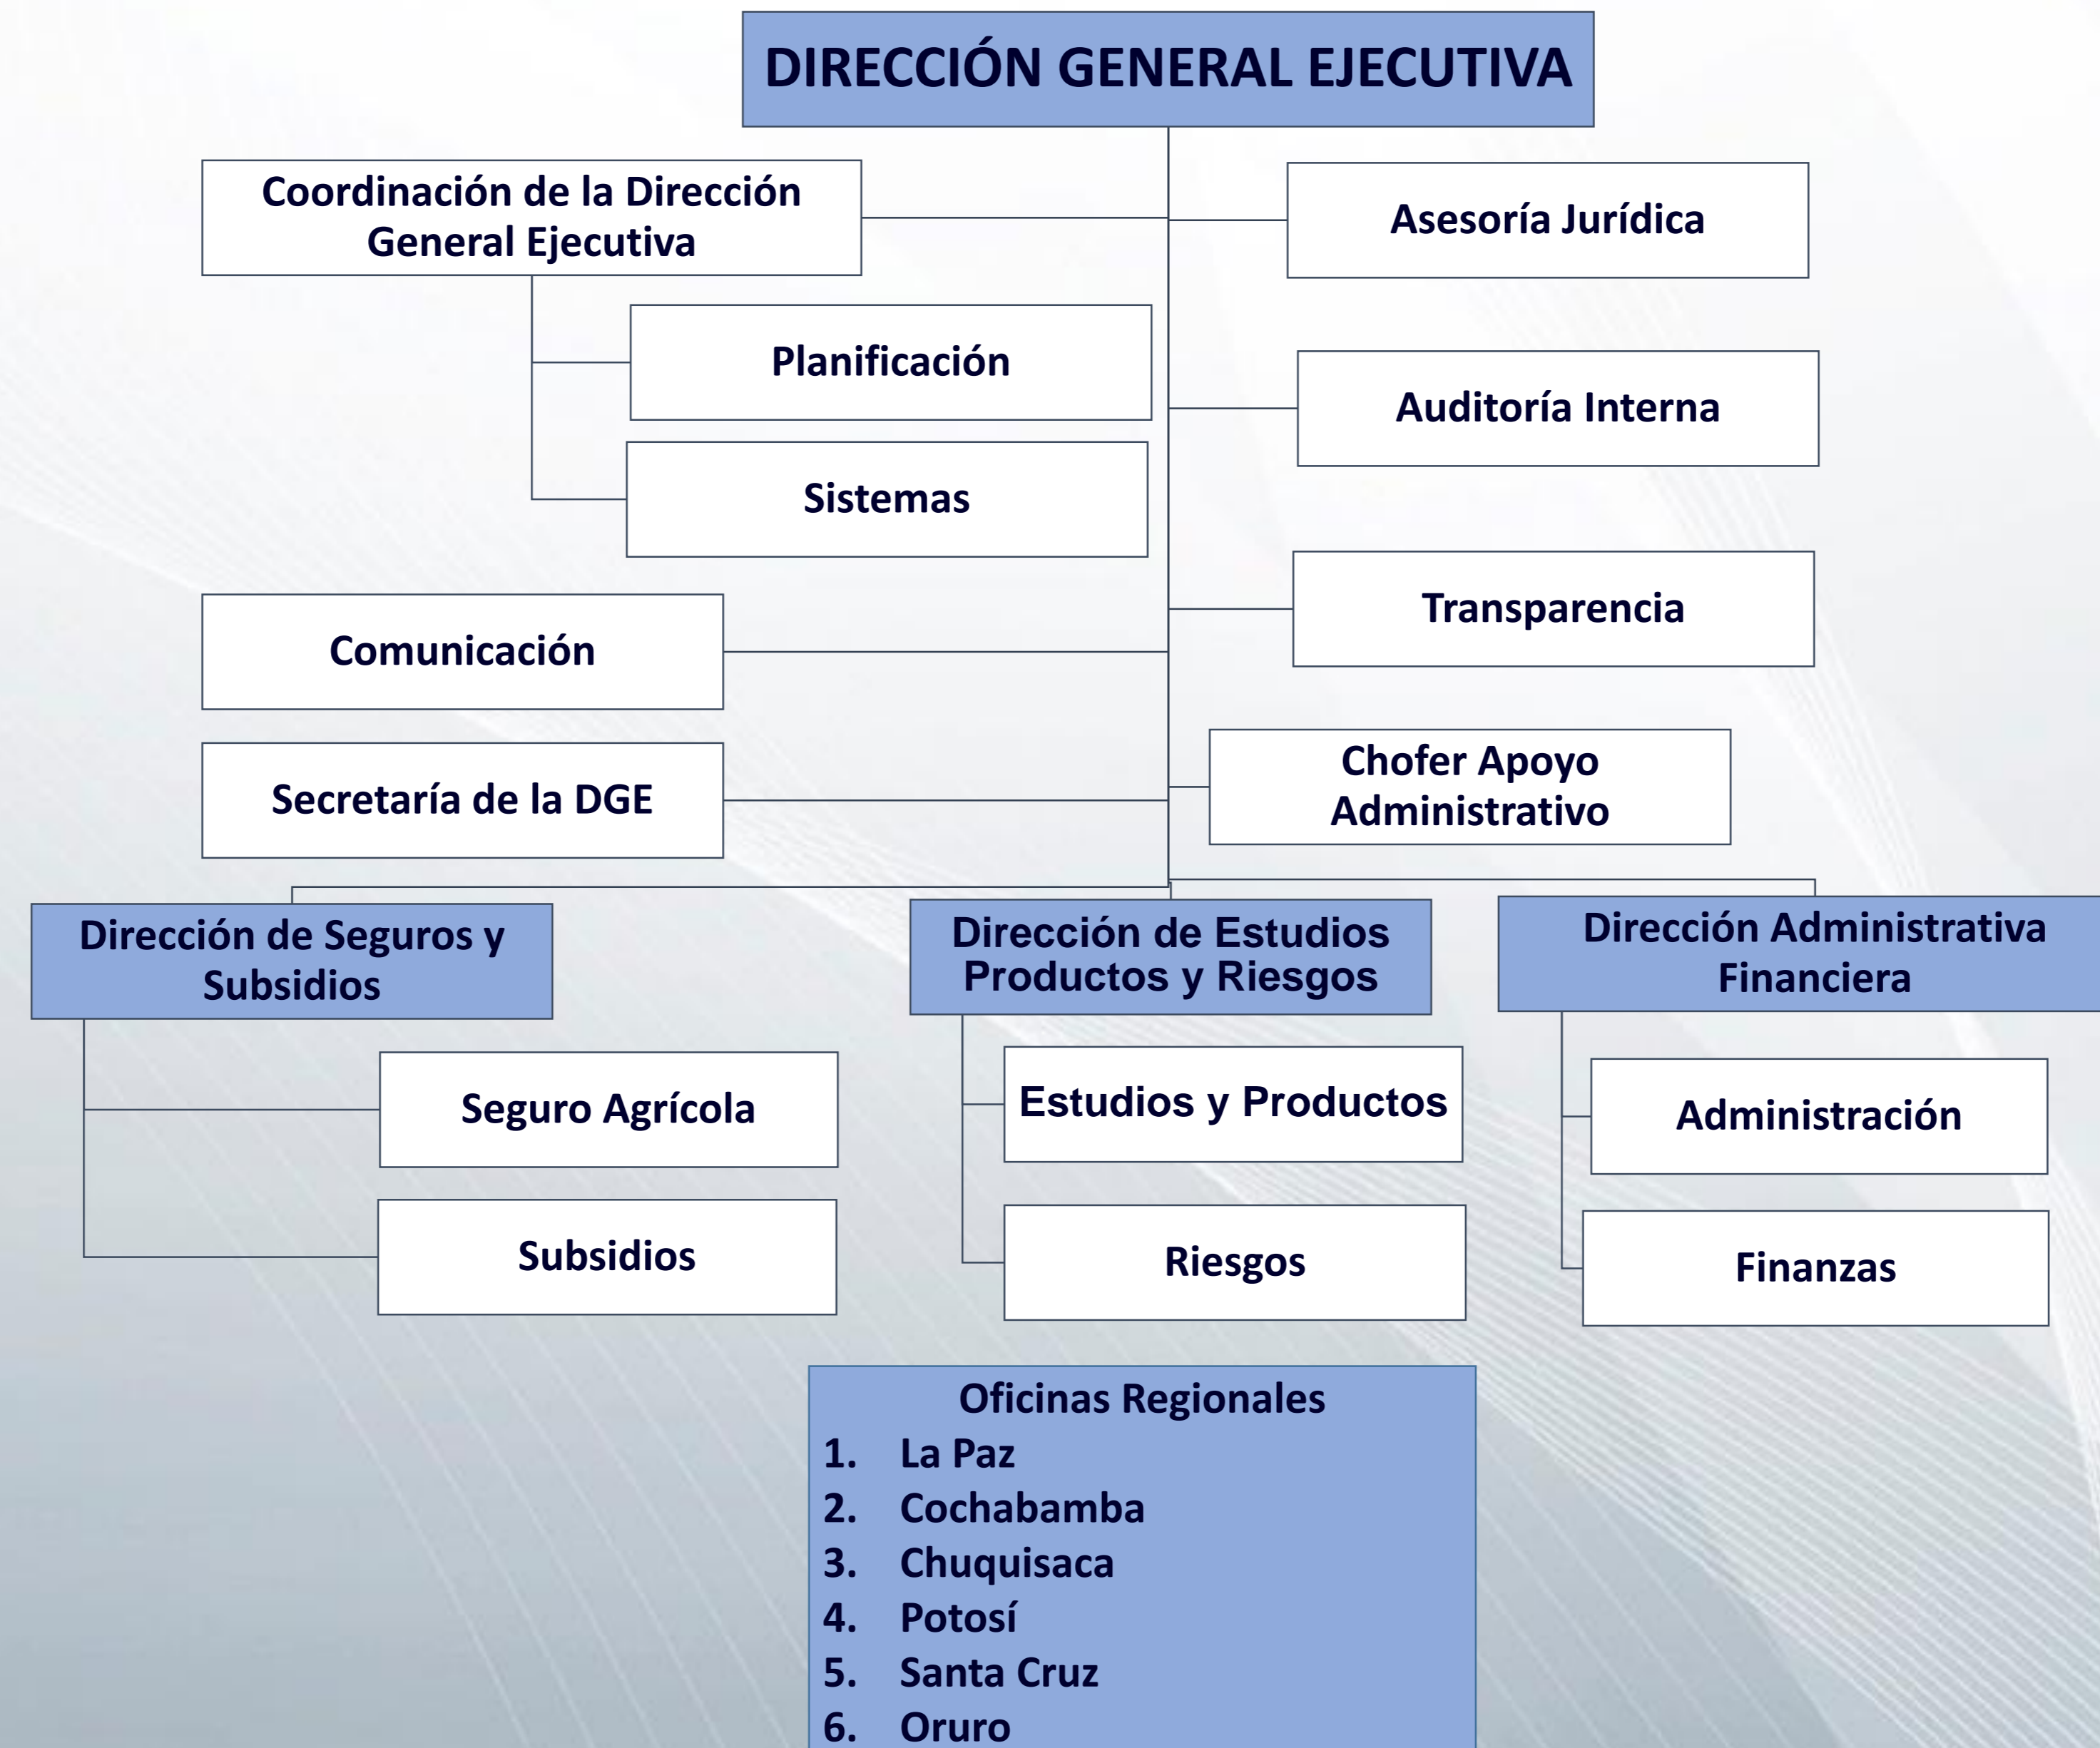 DIRECCIÓN GENERAL EJECUTIVA
Coordinación de la Dirección
General Ejecutiva
Asesoría Jurídica
Planificación
Auditoría Interna
Sistemas
Transparencia
Comunicación
Chofer Apoyo
Administrativo
Secretaría de la DGE
Dirección de Seguros y
Subsidios
Dirección de Estudios
Productos y Riesgos
Dirección Administrativa
Financiera
Seguro Agrícola
Estudios y Productos
Administración
Subsidios
Riesgos
Finanzas
Oficinas Regionales
1. La Paz
2. Cochabamba
3. Chuquisaca
4. Potosí
5. Santa Cruz
6. Oruro